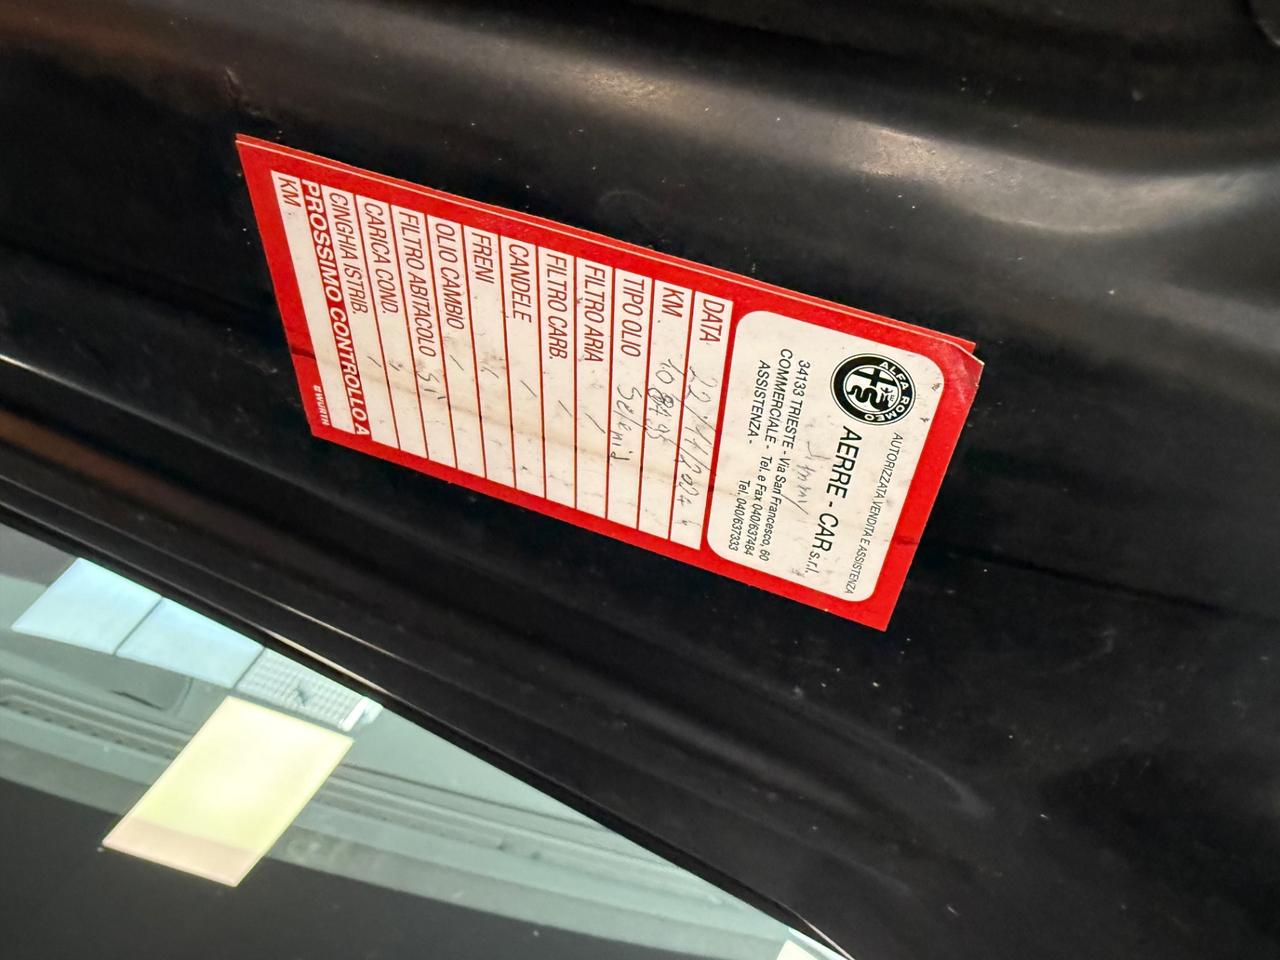 ALFA ROMEO
AUTORIZZATA VENDITA E ASSISTENZA
AERRE - CAR s.r.l.
34133 TRIESTE - Via San Francesco, 60
COMMERCIALE - Tel. e Fax 040/637484
ASSISTENZA - Tel. 040/637333
DATA
KM
TIPO OLIO Selenia
FILTRO ARIA /
FILTRO CARB. /
CANDELE /
FRENI
OLIO CAMBIO /
FILTRO ABITACOLO SI
CARICA COND.
CINGHIA ISTRIB. /
PROSSIMO CONTROLLO A
KM
WÜRTH